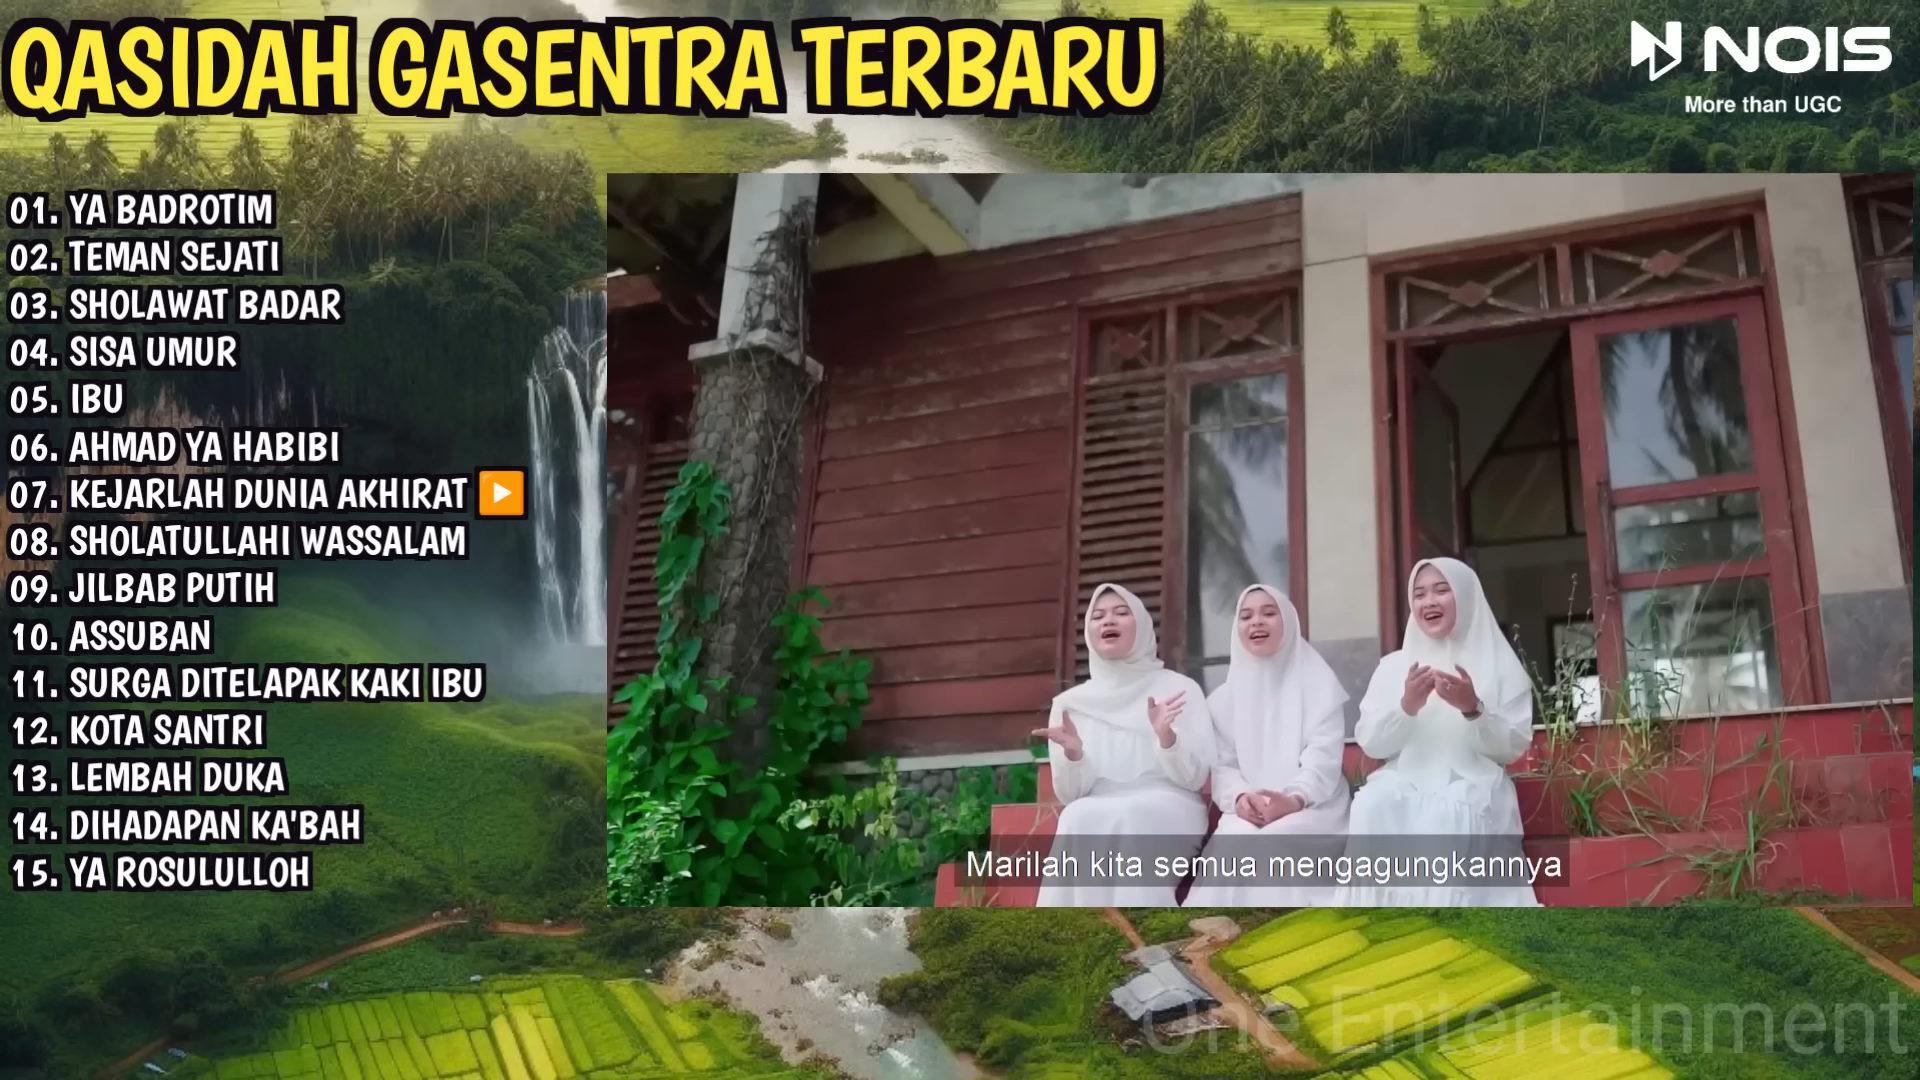 QASIDAH GASENTRA TERBARU
NOIS
More than UGC
01. YA BADROTIM
02. TEMAN SEJATI
03. SHOLAWAT BADAR
04. SISA UMUR
05. IBU
06. AHMAD YA HABIBI
07. KEJARLAH DUNIA AKHIRAT
08. SHOLATULLAHI WASSALAM
09. JILBAB PUTIH
10. ASSUBAN
11. SURGA DITELAPAK KAKI IBU
12. KOTA SANTRI
13. LEMBAH DUKA
14. DIHADAPAN KA'BAH
15. YA ROSULULLOH
Marilah kita semua mengagungkannya
One Entertainment